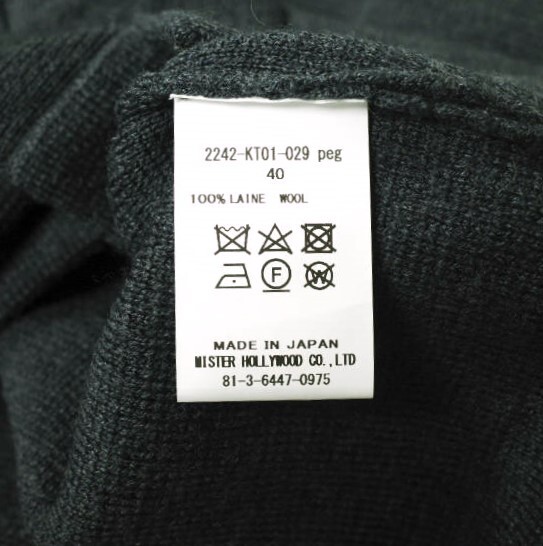 2242-KT01-029 peg
40
100% LAINE WOOL
F W
MADE IN JAPAN
MISTER HOLLYWOOD CO.,LTD
81-3-6447-0975